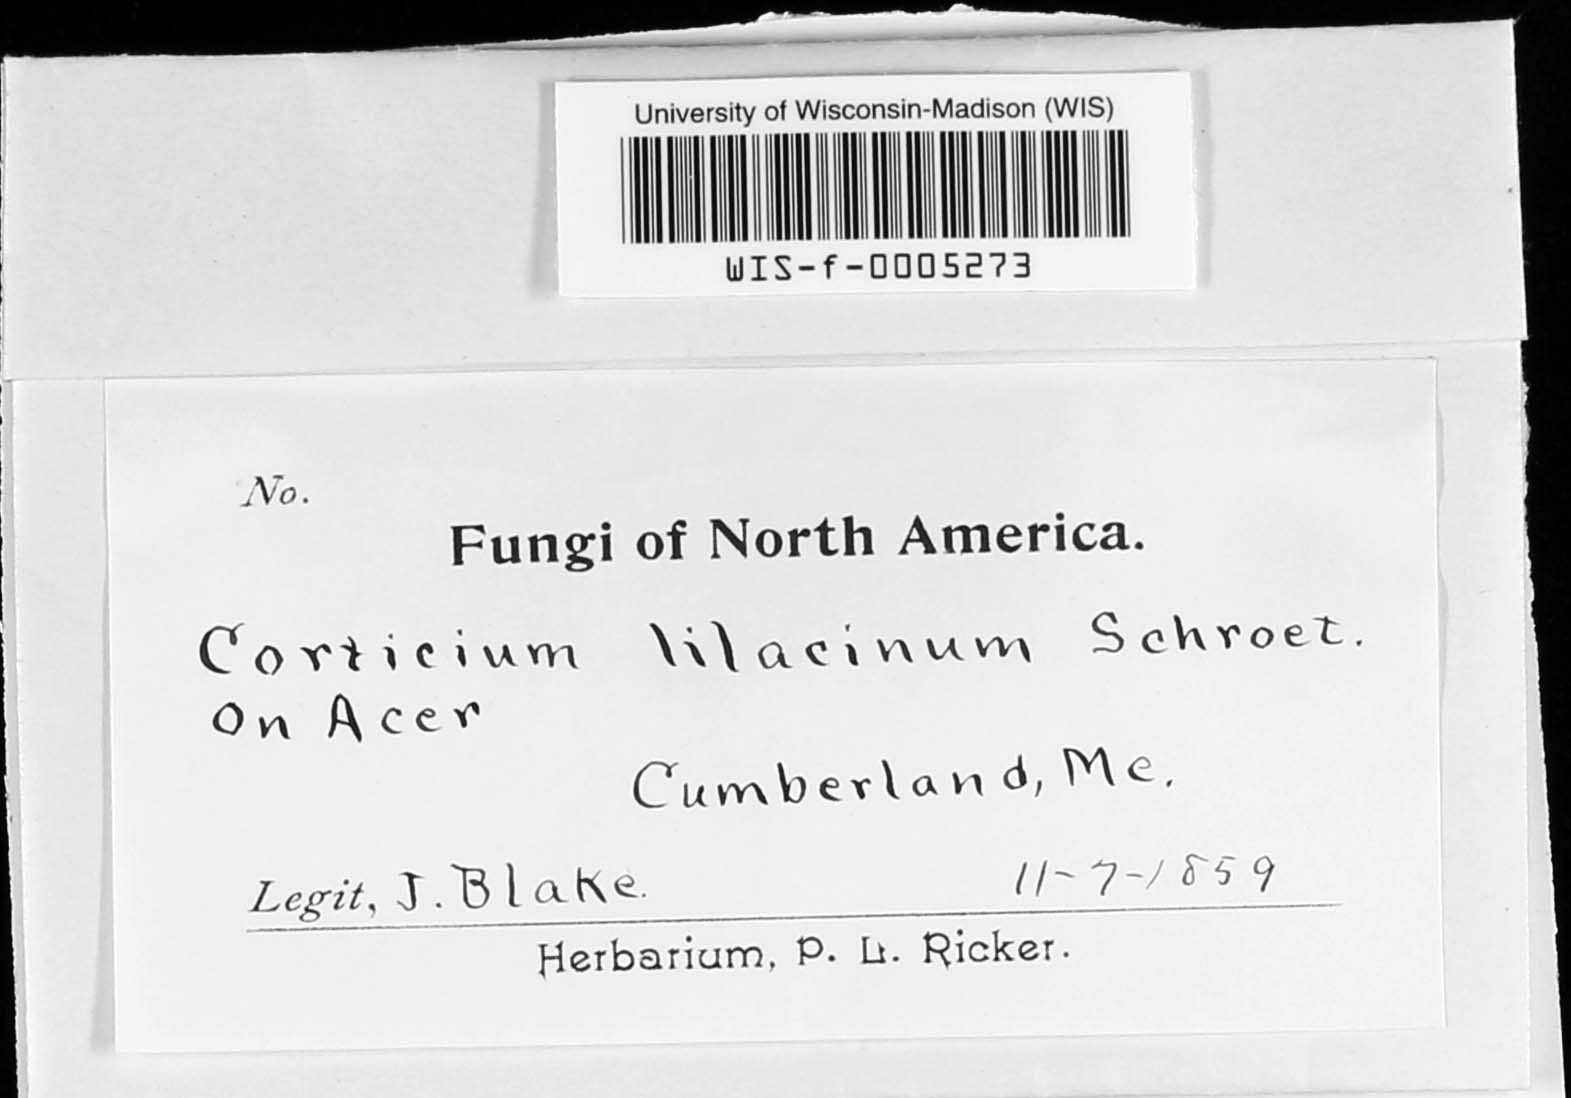 University of Wisconsin-Madison (WIS)
WIS-f-0005273
No.
Fungi of North America.
Corticium lilacinum Schroet.
On Acer
Cumberland, Me.
Legit, J. Blake. 11-7-1859
Herbarium, P. L. Ricker.